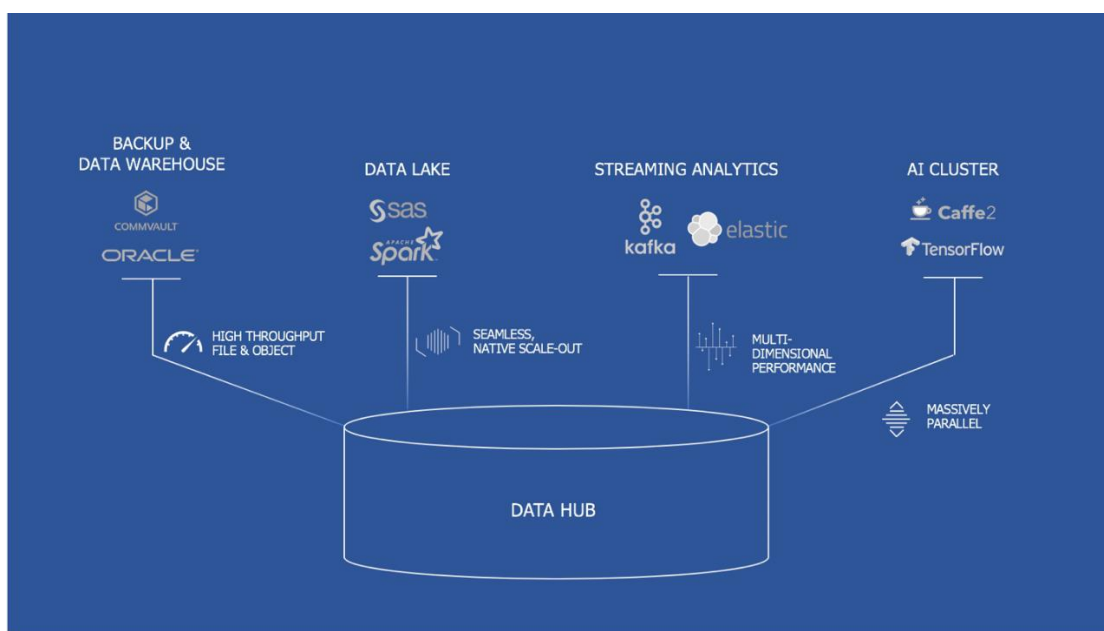 BACKUP &
DATA WAREHOUSE
COMMVAULT
ORACLE®
HIGH THROUGHPUT
FILE & OBJECT
DATA LAKE
sas
APACHE
Spark
SEAMLESS,
NATIVE SCALE-OUT
STREAMING ANALYTICS
kafka
elastic
MULTI-
DIMENSIONAL
PERFORMANCE
AI CLUSTER
Caffe2
TensorFlow
MASSIVELY
PARALLEL
DATA HUB